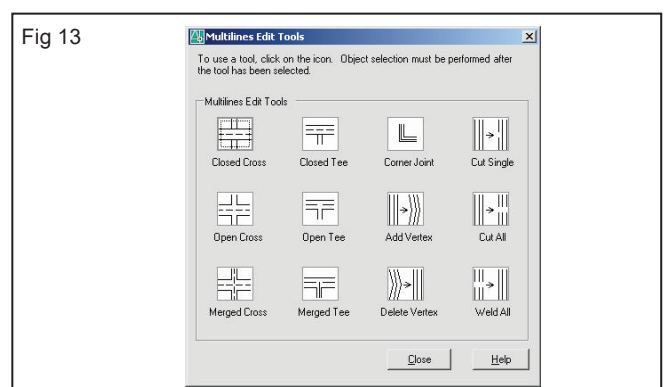 Fig 13
Multilines Edit Tools
To use a tool, click on the icon. Object selection must be performed after
the tool has been selected.
Multilines Edit Tools
Closed Cross Closed Tee Corner Joint Cut Single
Open Cross Open Tee Add Vertex Cut All
Merged Cross Merged Tee Delete Vertex Weld All
Close Help